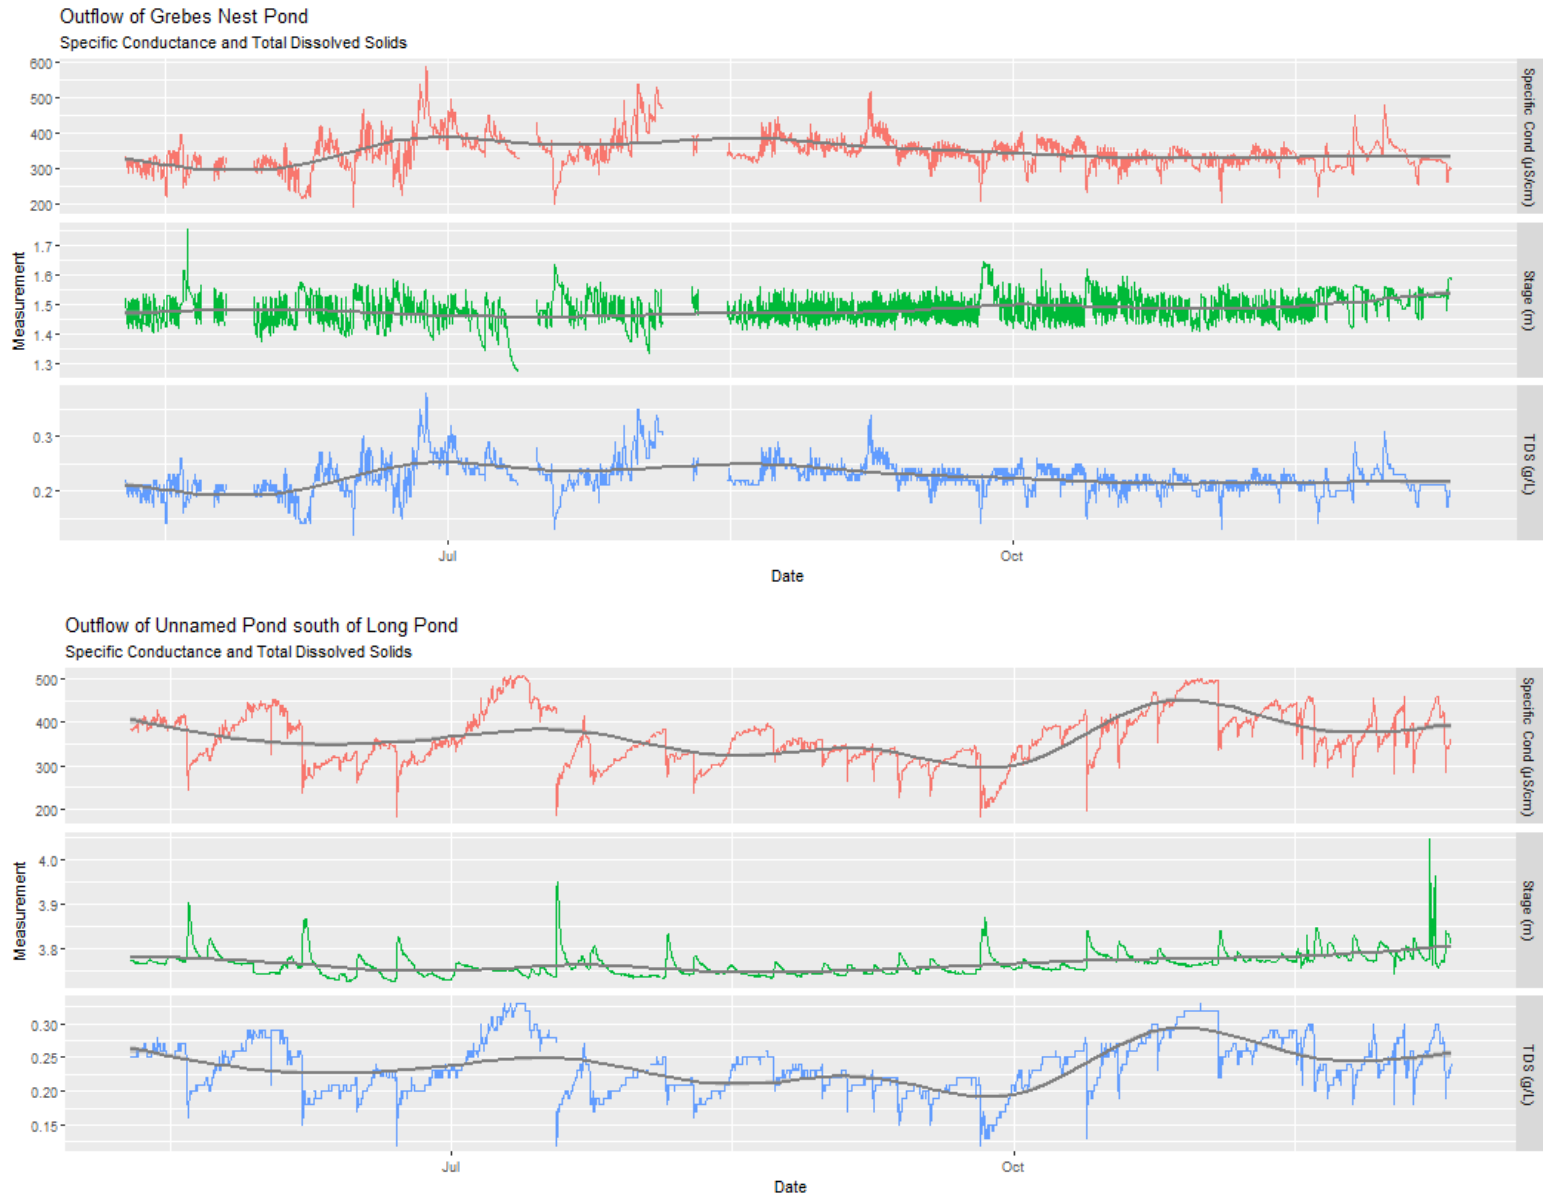 Outflow of Grebes Nest Pond
Specific Conductance and Total Dissolved Solids
600
500
400
300
200
Specific Cond (µS/cm)
Measurement
1.7
1.6
1.5
1.4
1.3
Stage (m)
0.3
0.2
TDS (g/L)
Jul
Oct
Date
Outflow of Unnamed Pond south of Long Pond
Specific Conductance and Total Dissolved Solids
500
400
300
200
Specific Cond (µS/cm)
Measurement
4.0
3.9
3.8
Stage (m)
0.30
0.25
0.20
0.15
TDS (g/L)
Jul
Oct
Date